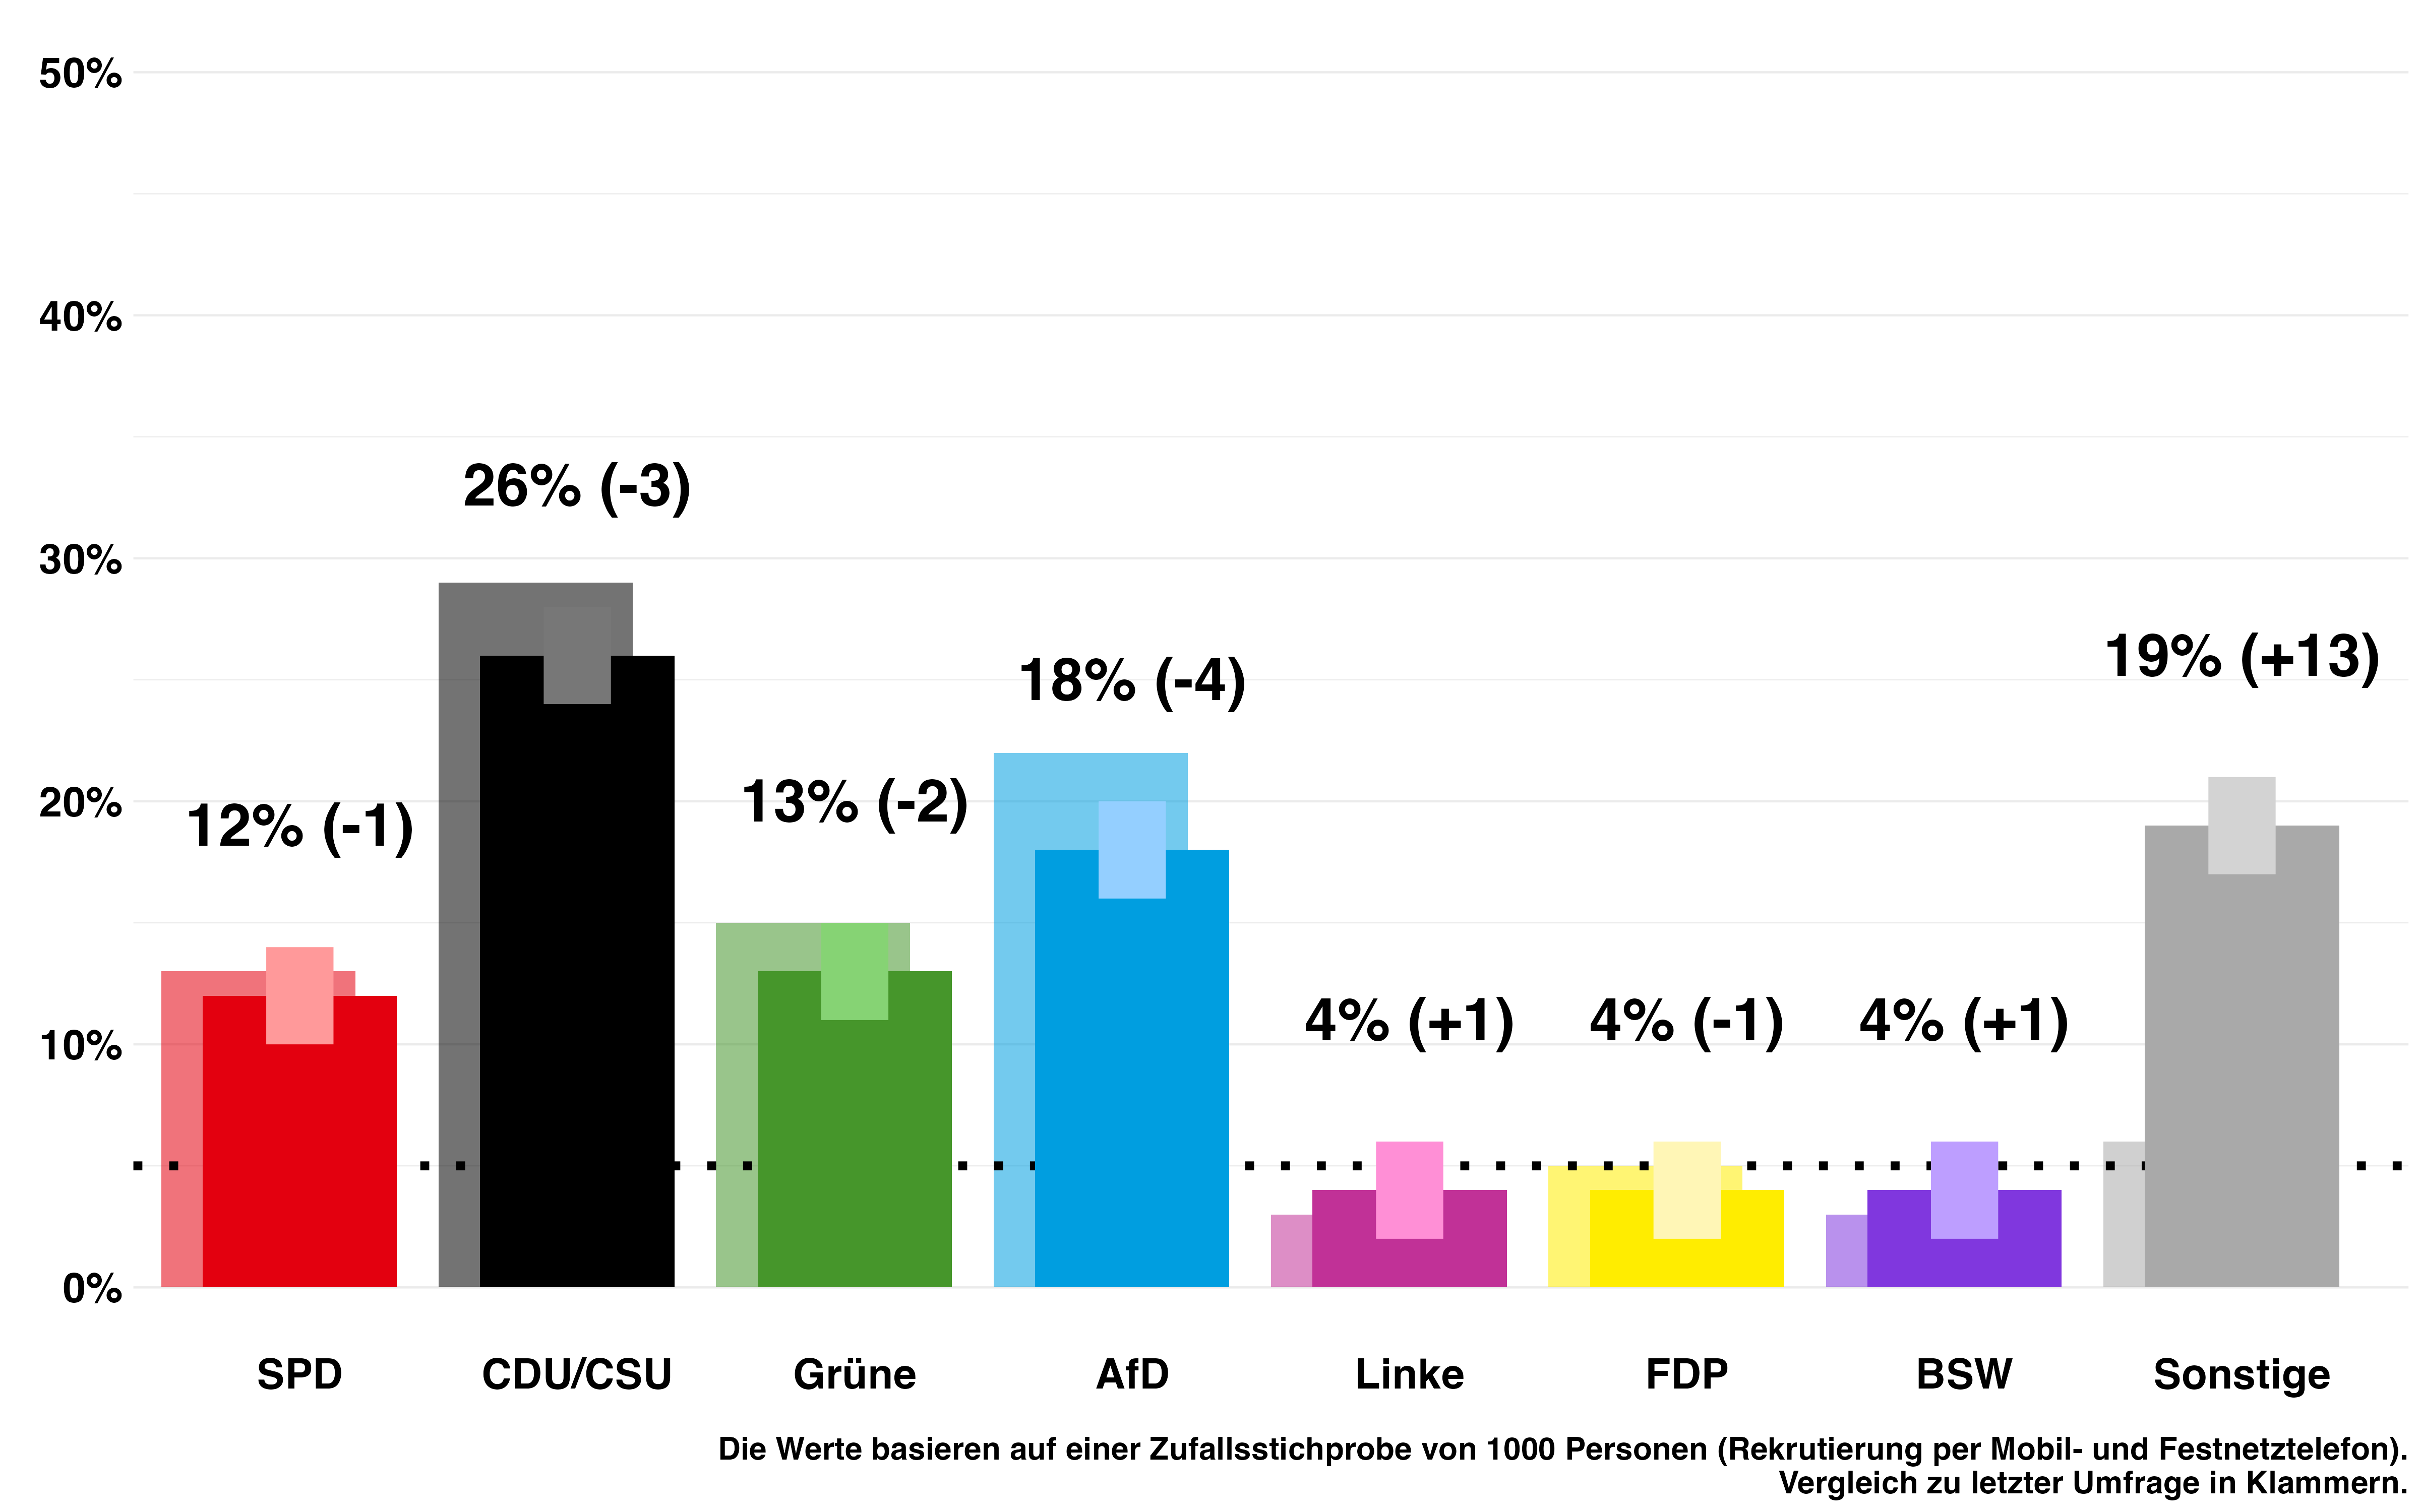 50%
40%
30%
20%
10%
0%
12% (-1)
26% (-3)
13% (-2)
18% (-4)
4% (+1)
4% (-1)
4% (+1)
19% (+13)
SPD
CDU/CSU
Grüne
AfD
Linke
FDP
BSW
Sonstige
Die Werte basieren auf einer Zufallsstichprobe von 1000 Personen (Rekrutierung per Mobil- und Festnetztelefon).
Vergleich zu letzter Umfrage in Klammern.